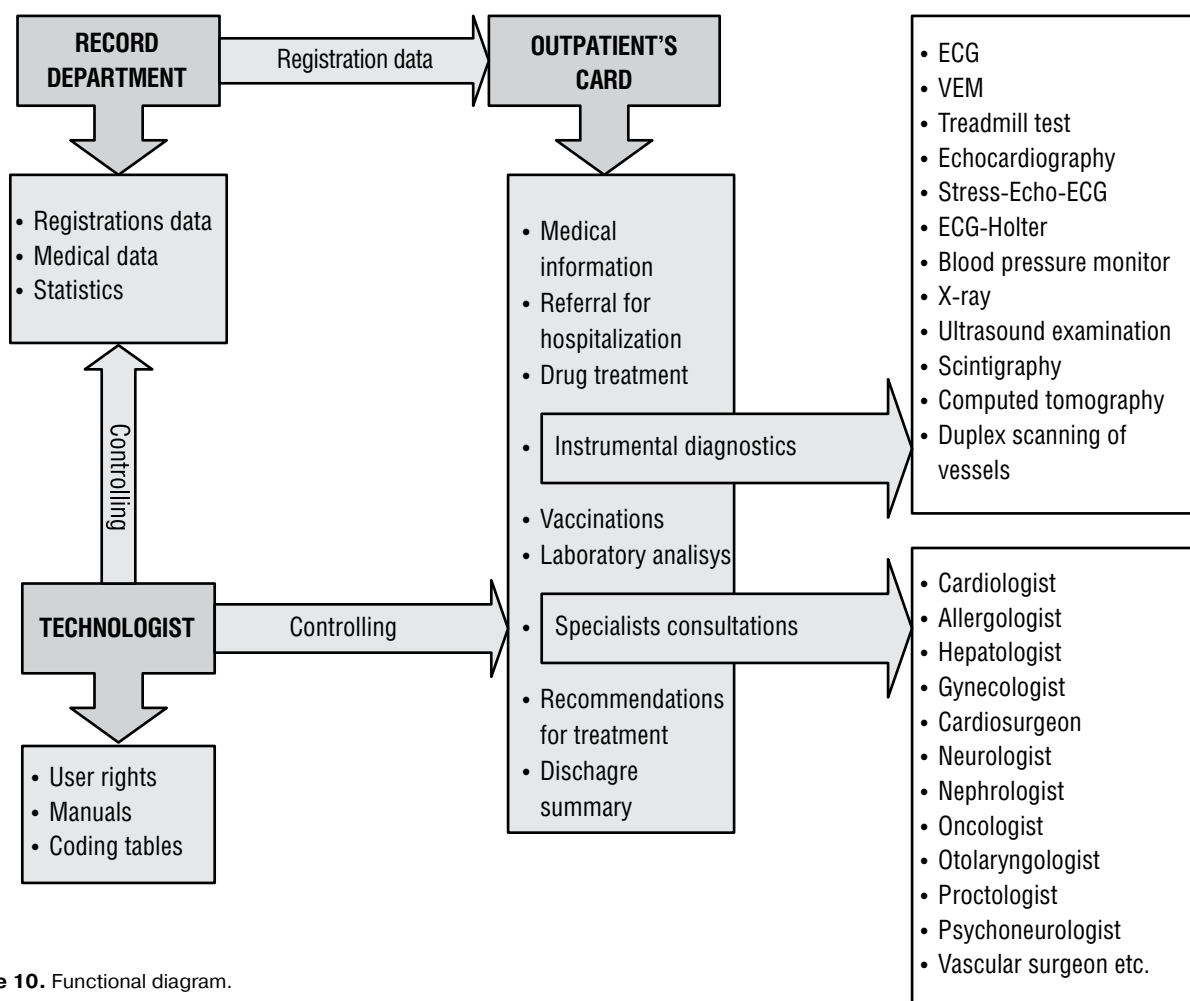 RECORD
DEPARTMENT
Registration data
OUTPATIENT'S
CARD
• Registrations data
• Medical data
• Statistics
Controlling
TECHNOLOGIST
Controlling
• User rights
• Manuals
• Coding tables
• Medical
information
• Referral for
hospitalization
• Drug treatment
• Instrumental diagnostics
• Vaccinations
• Laboratory analisys
• Specialists consultations
• Recommendations
for treatment
• Dischagre
summary
• ECG
• VEM
• Treadmill test
• Echocardiography
• Stress-Echo-ECG
• ECG-Holter
• Blood pressure monitor
• X-ray
• Ultrasound examination
• Scintigraphy
• Computed tomography
• Duplex scanning of
vessels
• Cardiologist
• Allergologist
• Hepatologist
• Gynecologist
• Cardiosurgeon
• Neurologist
• Nephrologist
• Oncologist
• Otolaryngologist
• Proctologist
• Psychoneurologist
• Vascular surgeon etc.
e 10. Functional diagram.